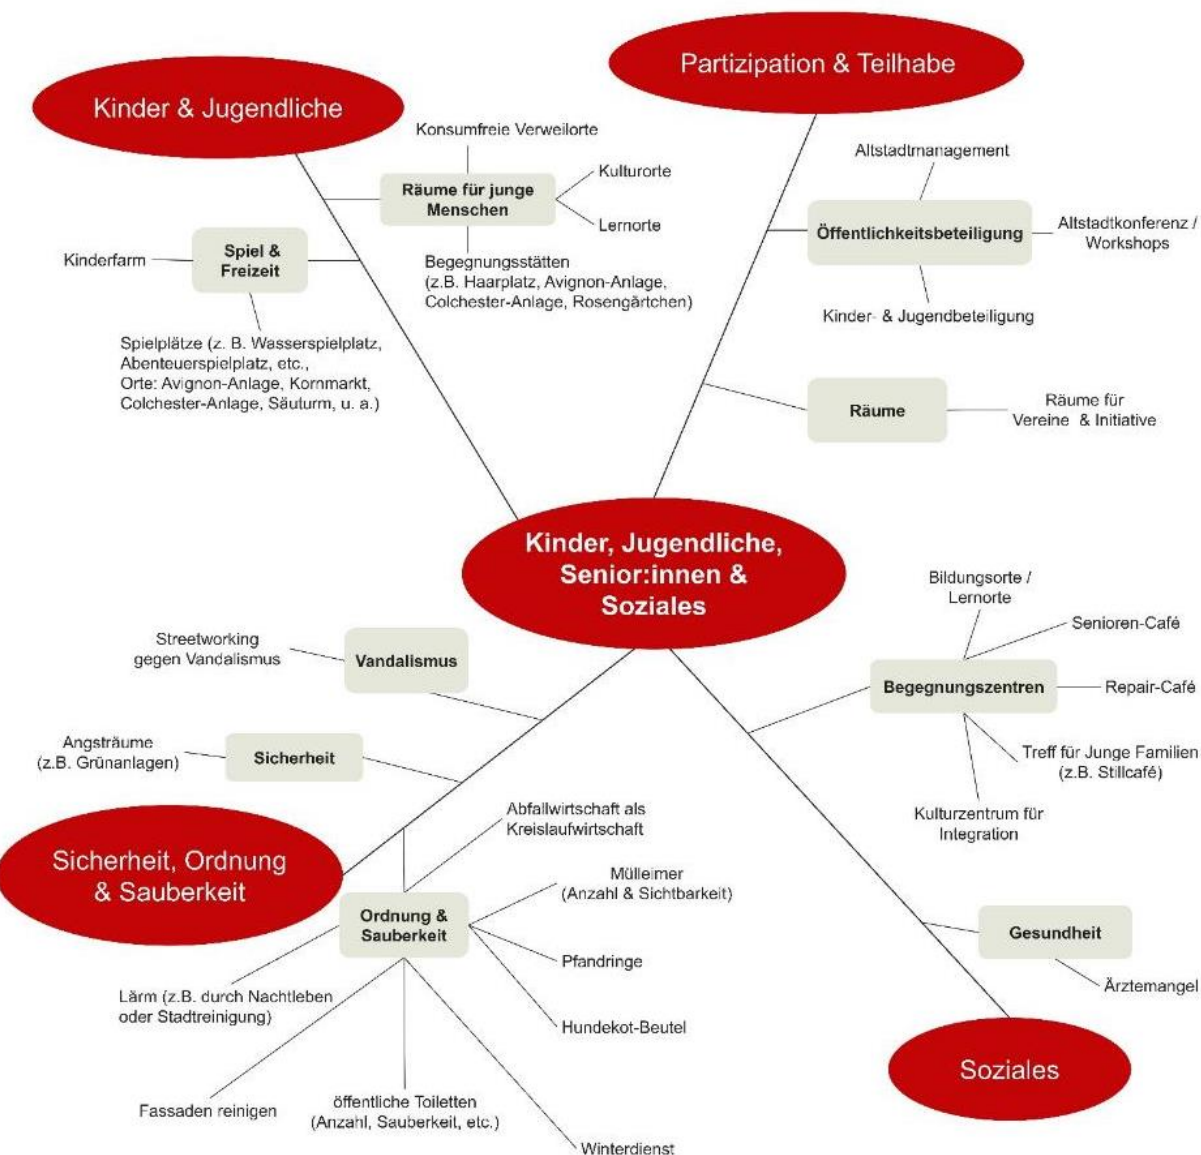 Kinder & Jugendliche
Konsumfreie Verweilorte
Räume für junge
Menschen
Kulturorte
Lernorte
Begegnungsstätten
(z.B. Haarplatz, Avignon-Anlage,
Colchester-Anlage, Rosengärtchen)
Spiel &
Freizeit
Kinderfarm
Spielplätze (z. B. Wasserspielplatz,
Abenteuerspielplatz, etc.,
Orte: Avignon-Anlage, Kornmarkt,
Colchester-Anlage, Säuturm, u. a.)
Partizipation & Teilhabe
Altstadtmanagement
Öffentlichkeitsbeteiligung
Altstadtkonferenz /
Workshops
Kinder- & Jugendbeteiligung
Räume
Räume für
Vereine & Initiative
Kinder, Jugendliche,
Senior:innen &
Soziales
Streetworking
gegen Vandalismus
Vandalismus
Angsträume
(z.B. Grünanlagen)
Sicherheit
Sicherheit, Ordnung
& Sauberkeit
Abfallwirtschaft als
Kreislaufwirtschaft
Ordnung &
Sauberkeit
Mülleimer
(Anzahl & Sichtbarkeit)
Pfandringe
Hundekot-Beutel
Lärm (z.B. durch Nachtleben
oder Stadtreinigung)
Fassaden reinigen
öffentliche Toiletten
(Anzahl, Sauberkeit, etc.)
Winterdienst
Bildungsorte /
Lernorte
Senioren-Café
Begegnungszentren
Repair-Café
Treff für Junge Familien
(z.B. Stillcafé)
Kulturzentrum für
Integration
Gesundheit
Ärztemangel
Soziales